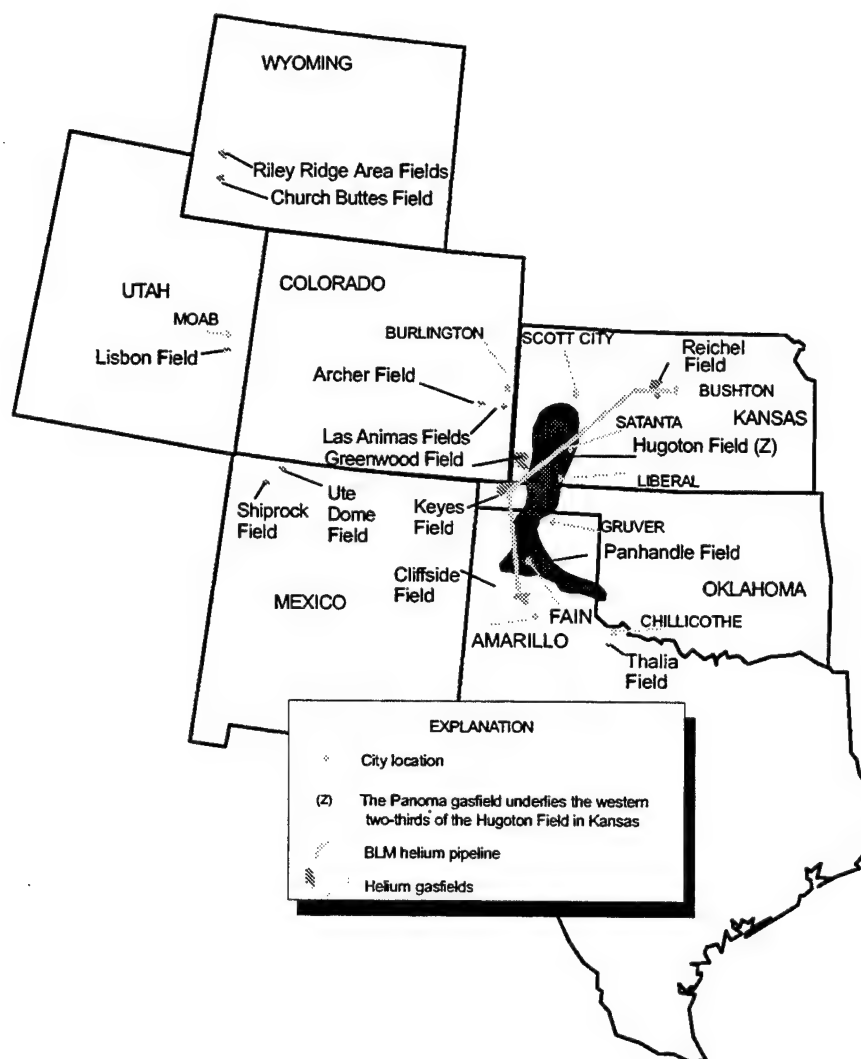 WYOMING
Riley Ridge Area Fields
Church Buttes Field
UTAH
COLORADO
MOAB
Lisbon Field
BURLINGTON
SCOTT CITY
Reichel
Field
Archer Field
BUSHTON
KANSAS
SATANTA
Las Animas Fields
Hugoton Field (Z)
Greenwood Field
LIBERAL
Shiprock
Field
Ute
Dome
Field
Keyes
Field
GRUVER
Panhandle Field
Cliffside
Field
OKLAHOMA
MEXICO
FAIN
CHILLICOTHE
AMARILLO
Thalia
Field
EXPLANATION
City location
(Z) The Panoma gasfield underlies the western
two-thirds of the Hugoton Field in Kansas
BLM helium pipeline
Helium gasfields